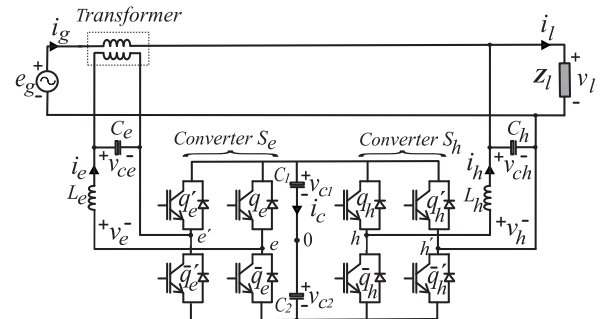 Transformer
i_g
i_l
+
e_g
-
Z_l
+
v_l
-
C_e
C_h
Converter S_e
Converter S_h
i_e
+ v_ce -
i_h
+ v_ch -
L_e
L_h
C_1
+
v_c1
-
i_c
q'_e
q_e
q_h
q'_h
+ v_e -
+ v_h -
e'
e
0
h
h'
q̄'_e
q̄_e
C_2
+
v_c2
-
q̄_h
q̄'_h